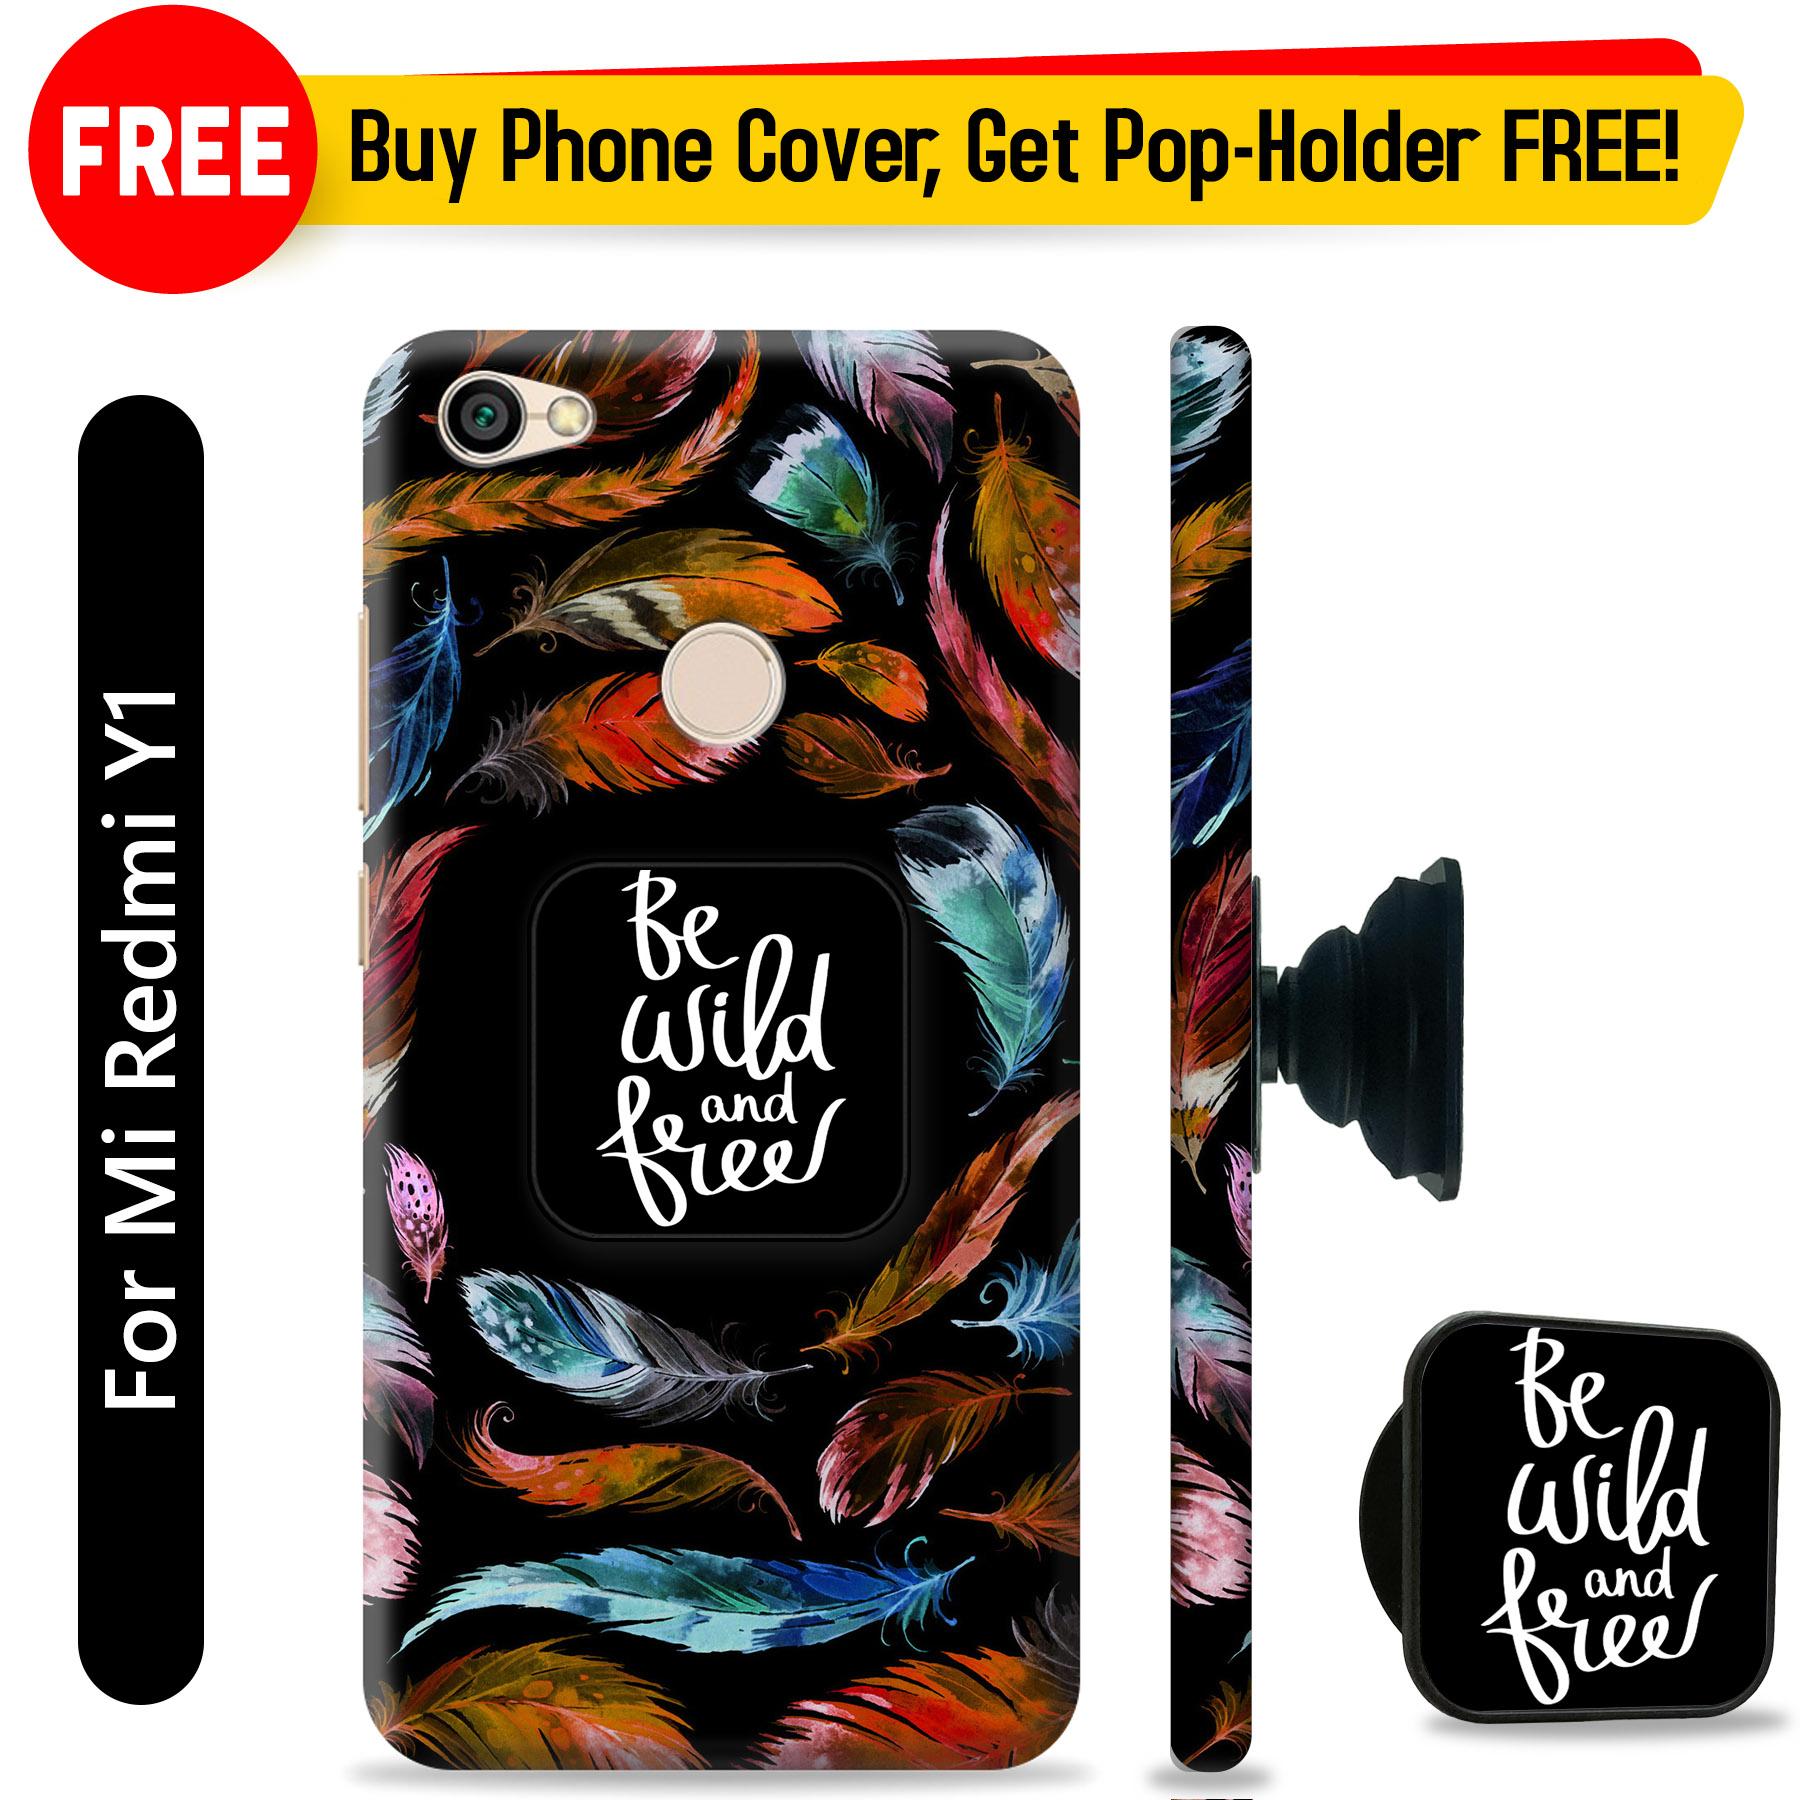 FREE
Buy Phone Cover, Get Pop-Holder FREE!
For Mi Redmi Y1
Be
wild
and
free
Be
wild
and
free